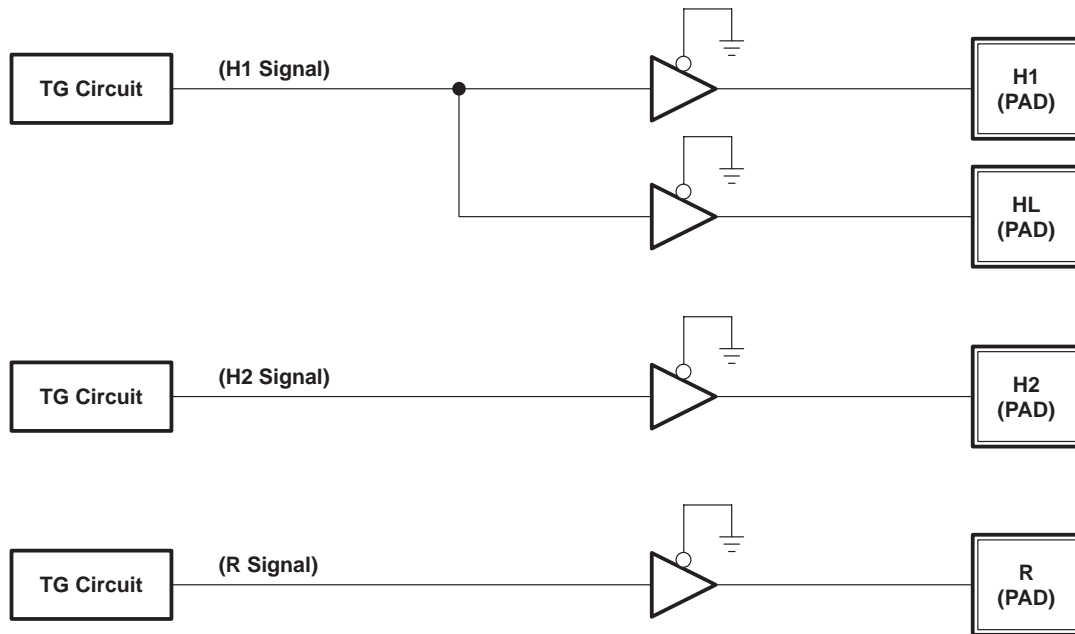 TG Circuit
(H1 Signal)
H1
(PAD)
HL
(PAD)
TG Circuit
(H2 Signal)
H2
(PAD)
TG Circuit
(R Signal)
R
(PAD)